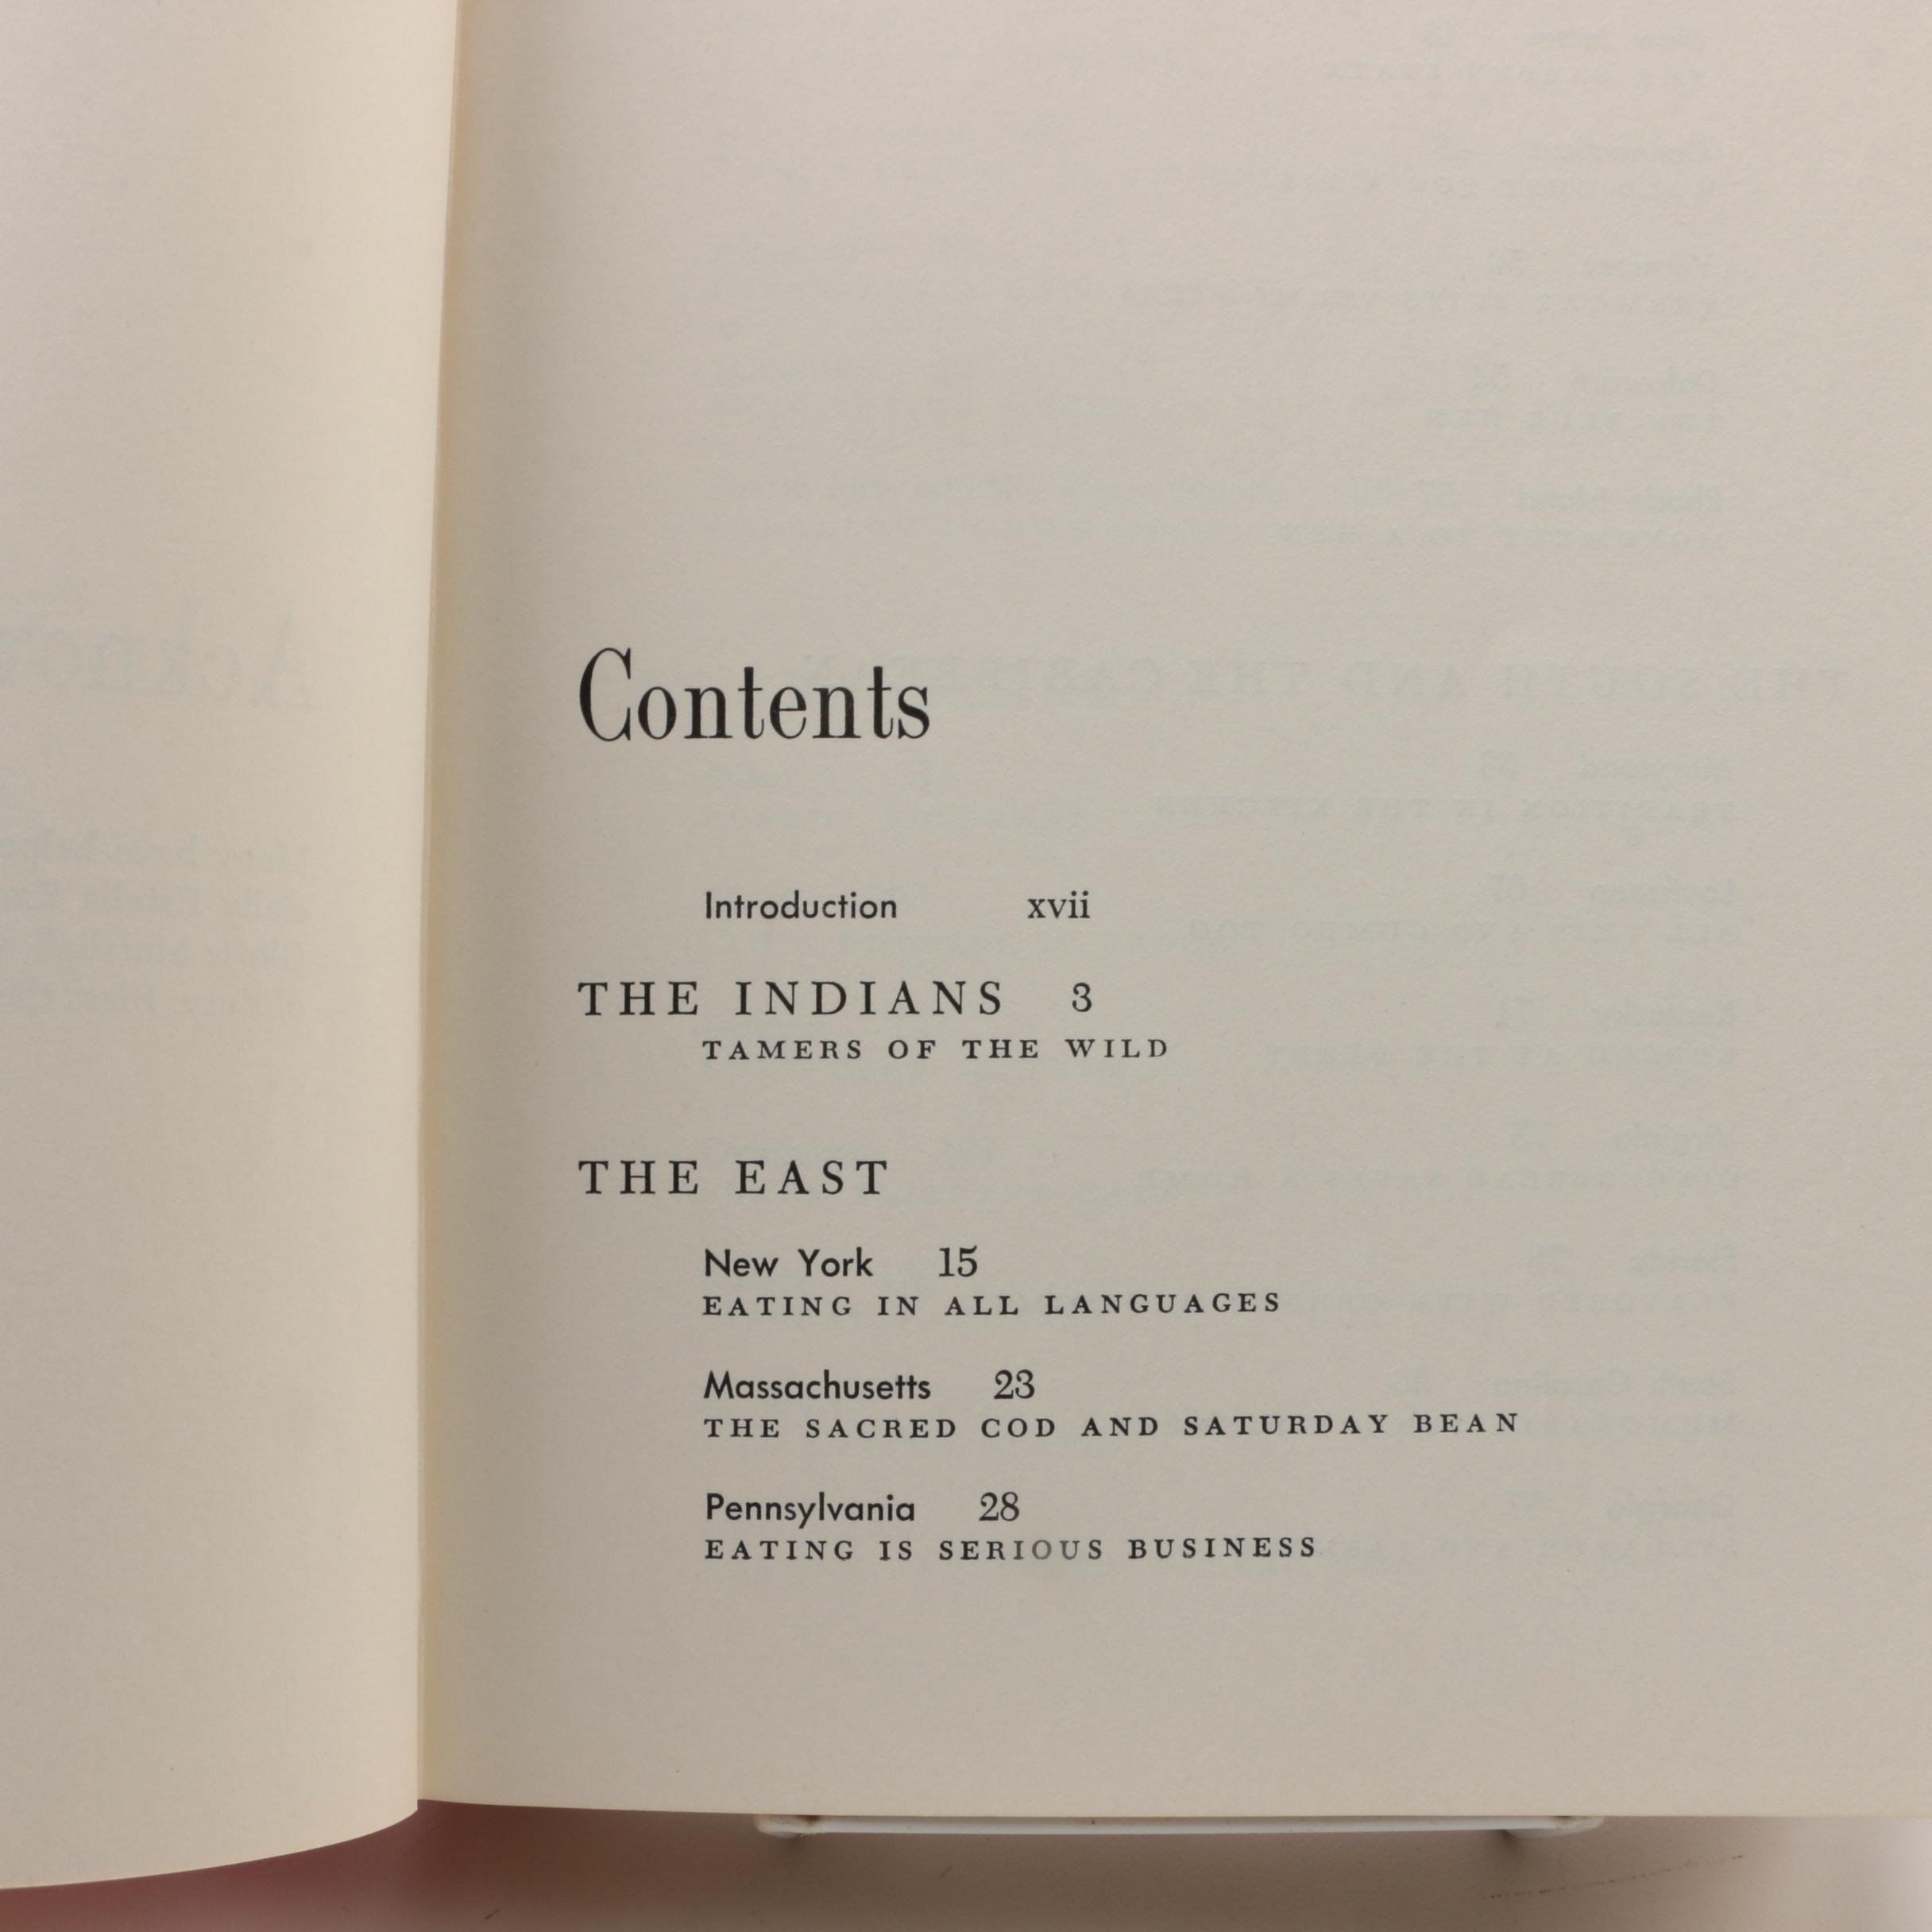 Contents
Introduction xvii
THE INDIANS 3
TAMERS OF THE WILD
THE EAST
New York 15
EATING IN ALL LANGUAGES
Massachusetts 23
THE SACRED COD AND SATURDAY BEAN
Pennsylvania 28
EATING IS SERIOUS BUSINESS